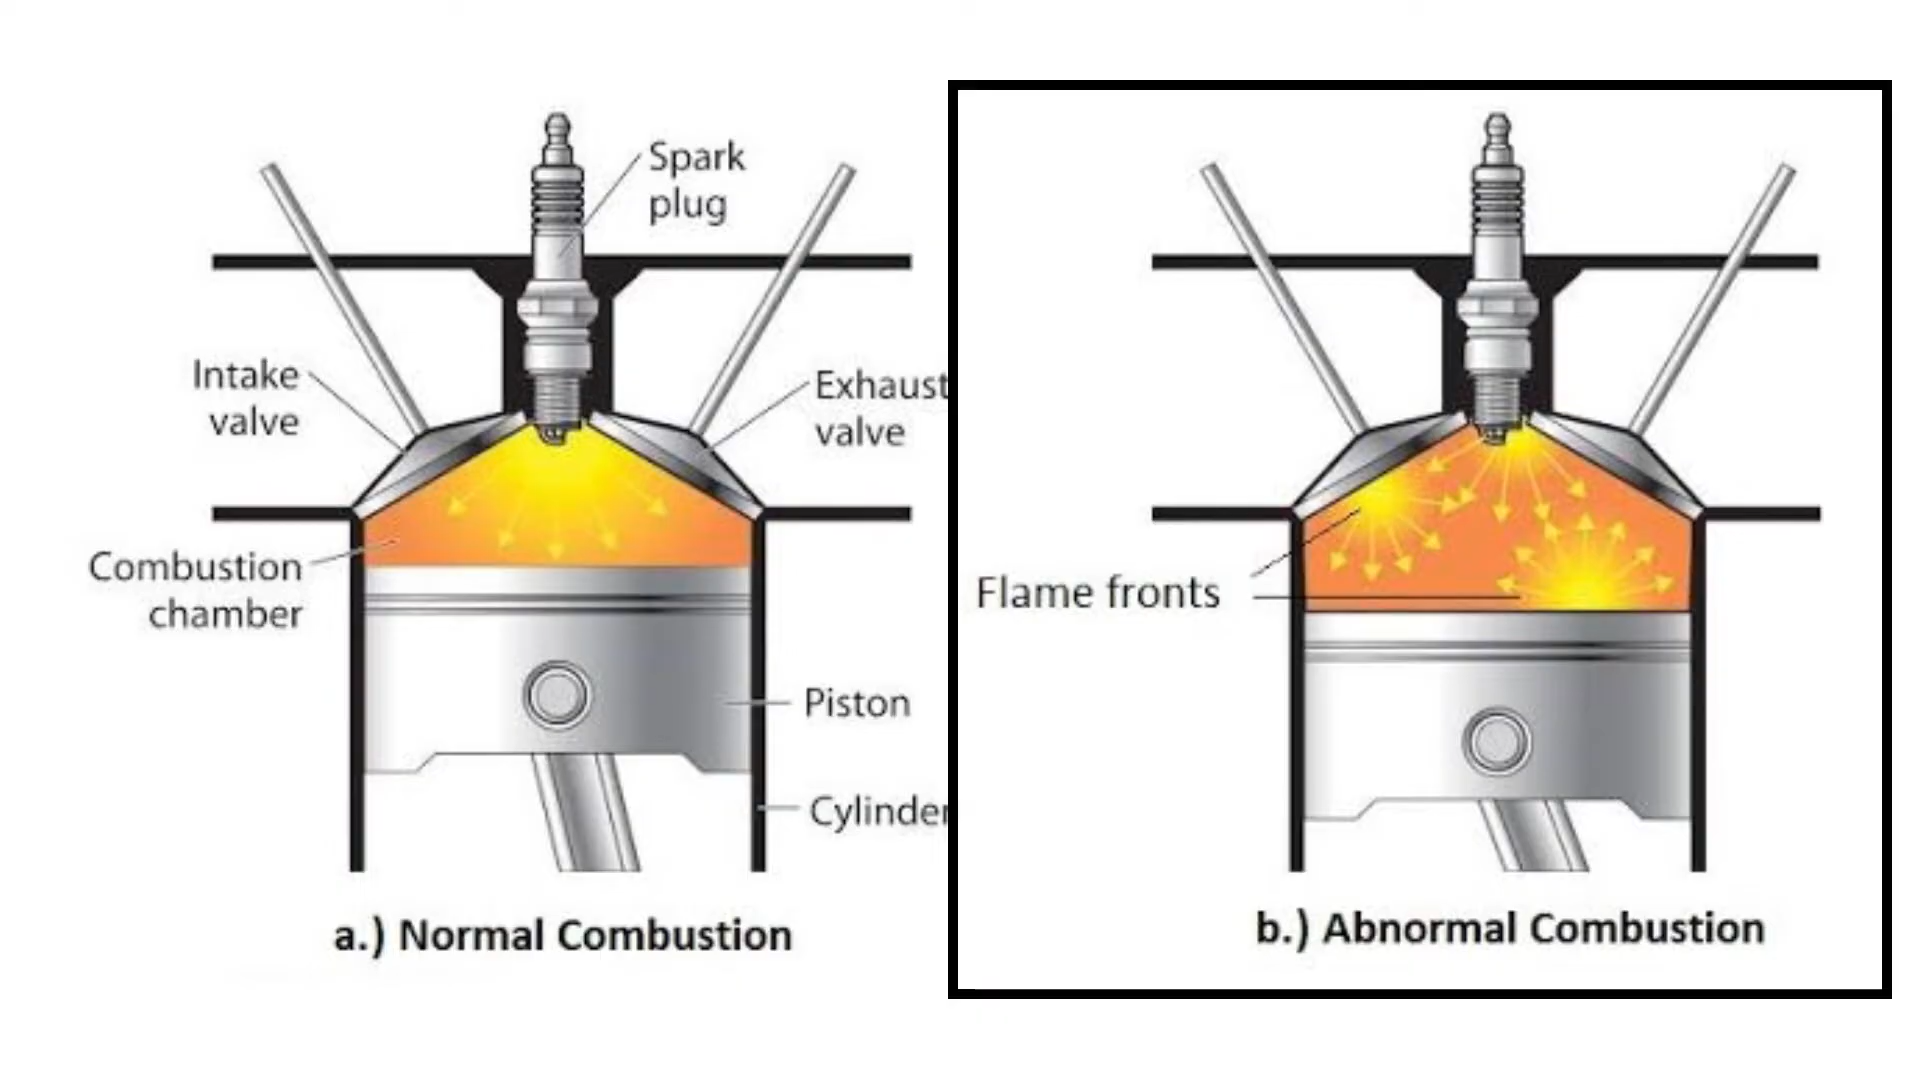 Spark
plug
Intake
valve
Exhaust
valve
Combustion
chamber
Piston
Cylinder
a.) Normal Combustion
Flame fronts
b.) Abnormal Combustion